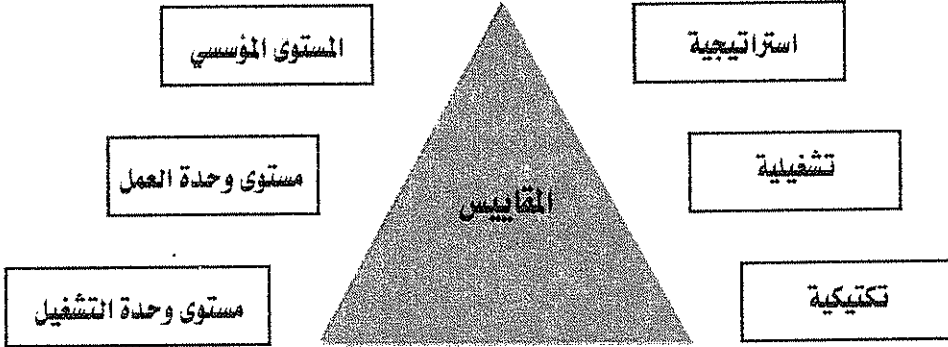 استراتيجية
المستوى المؤسسي
تشغيلية
مستوى وحدة العمل
المقاييس
تكتيكية
مستوى وحدة التشغيل